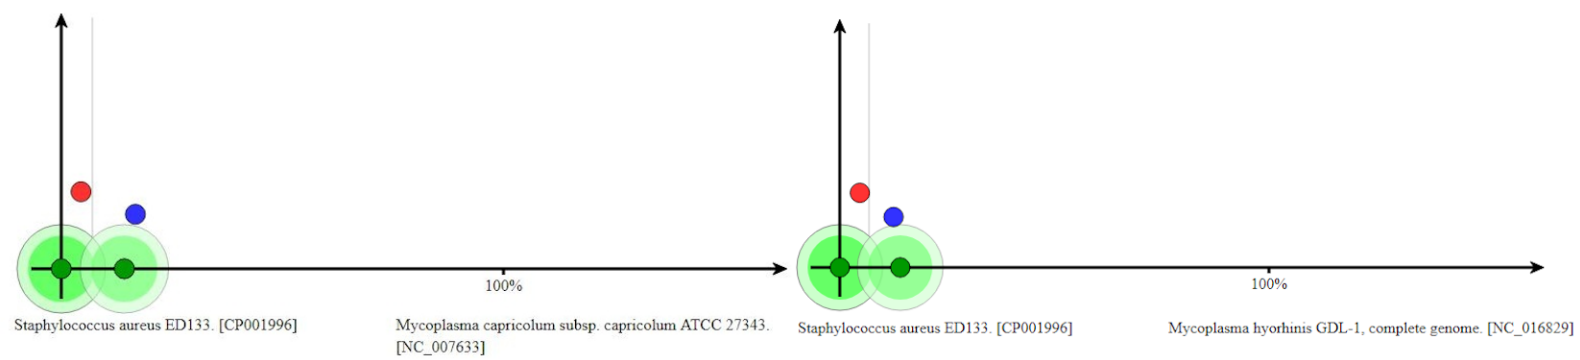 100%
Staphylococcus aureus ED133. [CP001996]
Mycoplasma capricolum subsp. capricolum ATCC 27343.
[NC_007633]
100%
Staphylococcus aureus ED133. [CP001996]
Mycoplasma hyorhinis GDL-1, complete genome. [NC_016829]